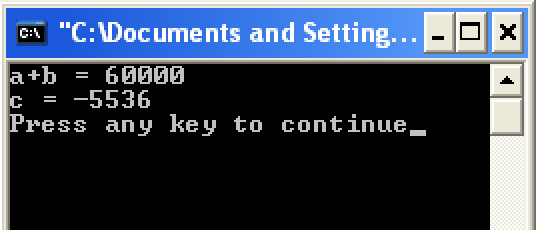 C:\
"C:\Documents and Setting...
a+b = 60000
c = -5536
Press any key to continue_